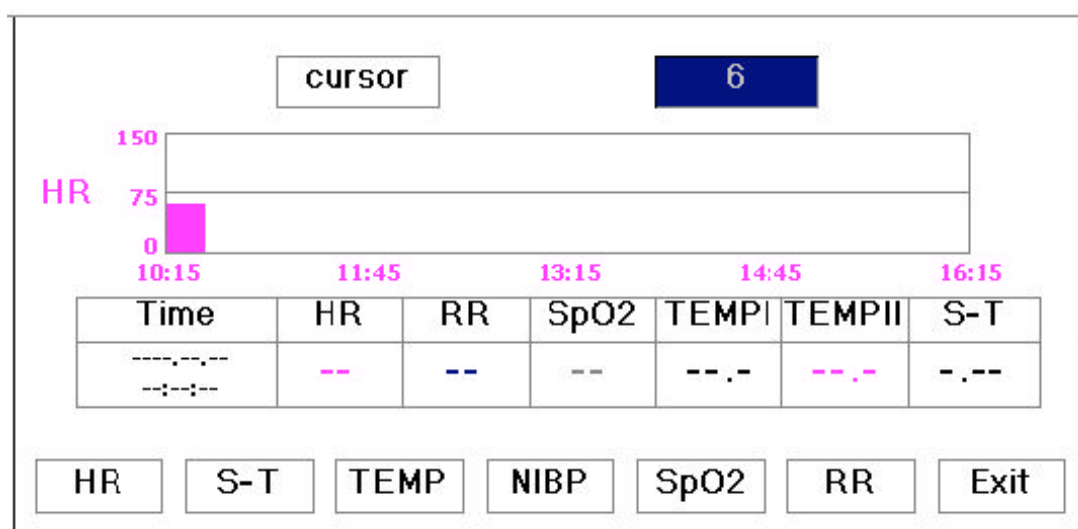 cursor 6
150
HR 75
0
10:15 11:45 13:15 14:45 16:15
Time HR RR SpO2 TEMPI TEMPII S-T
----.--.-- -- -- -- --.- --.- -.--
--:--:--
HR S-T TEMP NIBP SpO2 RR Exit